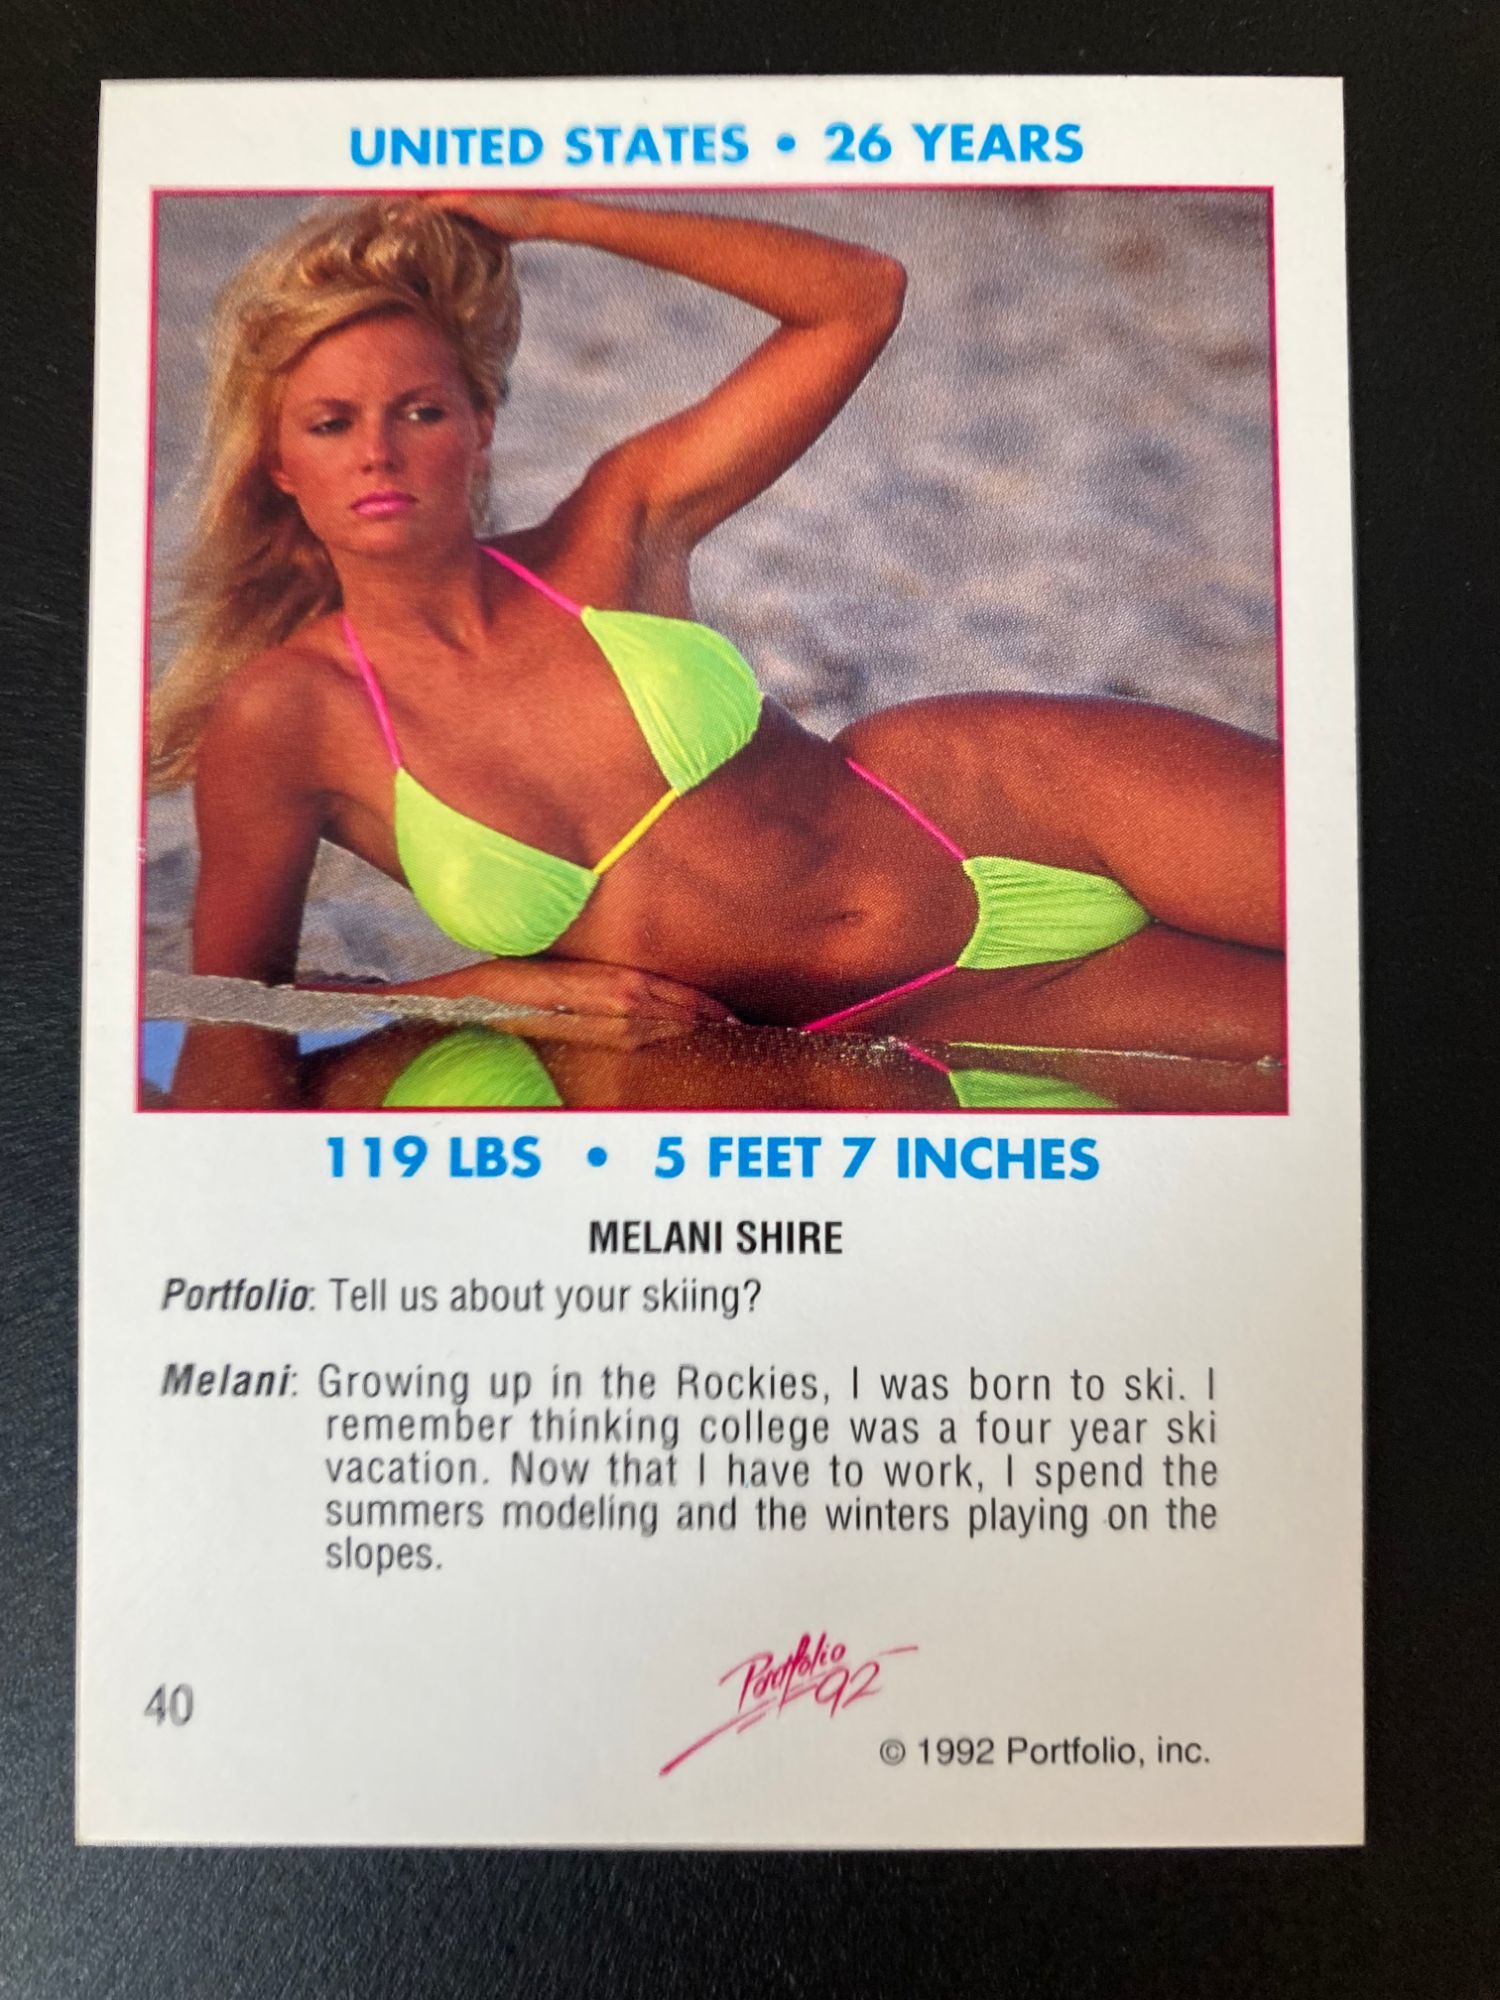 UNITED STATES • 26 YEARS
119 LBS • 5 FEET 7 INCHES
MELANI SHIRE
Portfolio: Tell us about your skiing?
Melani: Growing up in the Rockies, I was born to ski. I
remember thinking college was a four year ski
vacation. Now that I have to work, I spend the
summers modeling and the winters playing on the
slopes.
Portfolio 92
40
© 1992 Portfolio, inc.